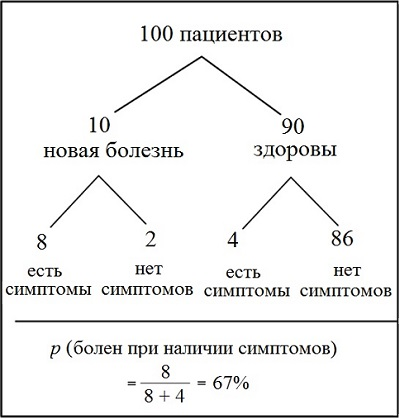 100 пациентов
10 90
новая болезнь здоровы
8 2 4 86
есть нет есть нет
симптомы симптомов симптомы симптомов
p (болен при наличии симптомов)
= 8 / 8 + 4 = 67%